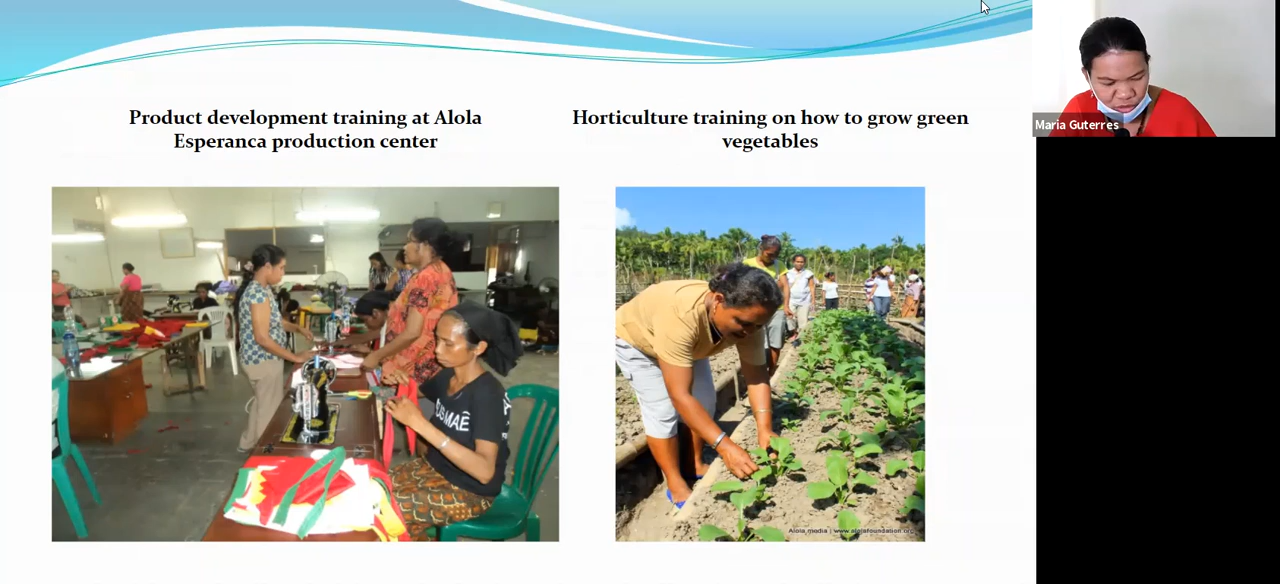 Product development training at Alola
Esperanca production center
Horticulture training on how to grow green
vegetables
Maria Guterres
Alola media | www.alolafoundation.org